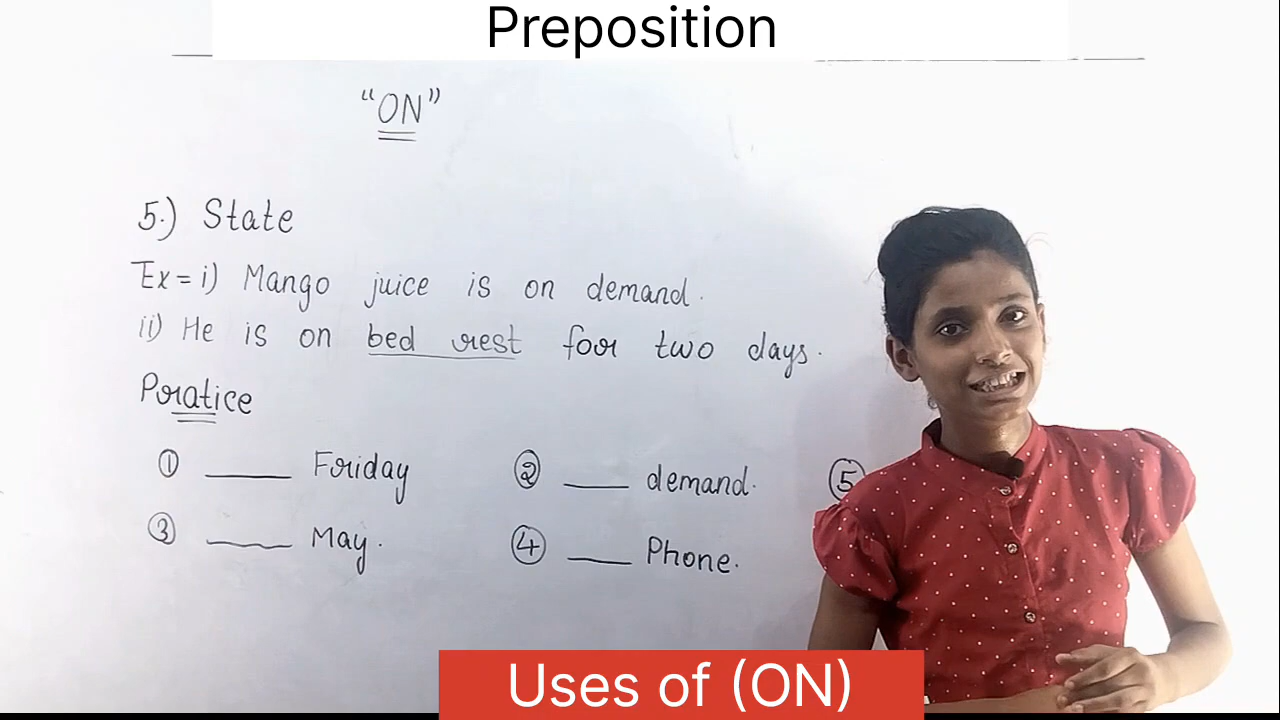 Preposition
"ON"
5.) State
Ex = i) Mango juice is on demand.
ii) He is on bed rest for two days.
Pratice
① ____ Friday ② ____ demand. ⑤
③ ____ May. ④ ____ Phone.
Uses of (ON)